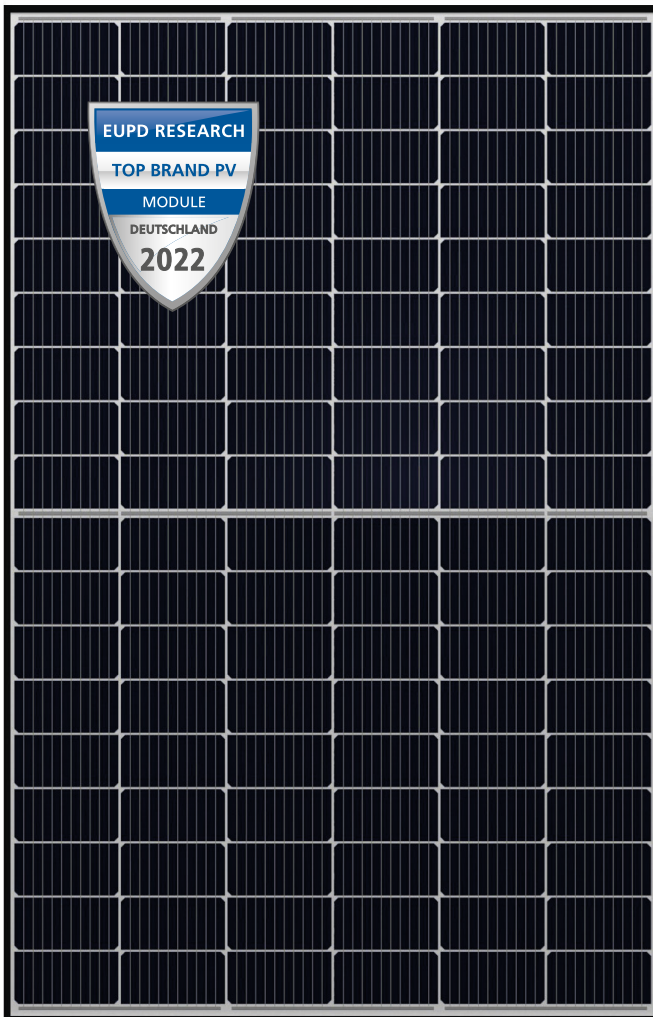 EUPD RESEARCH
TOP BRAND PV
MODULE
DEUTSCHLAND
2022